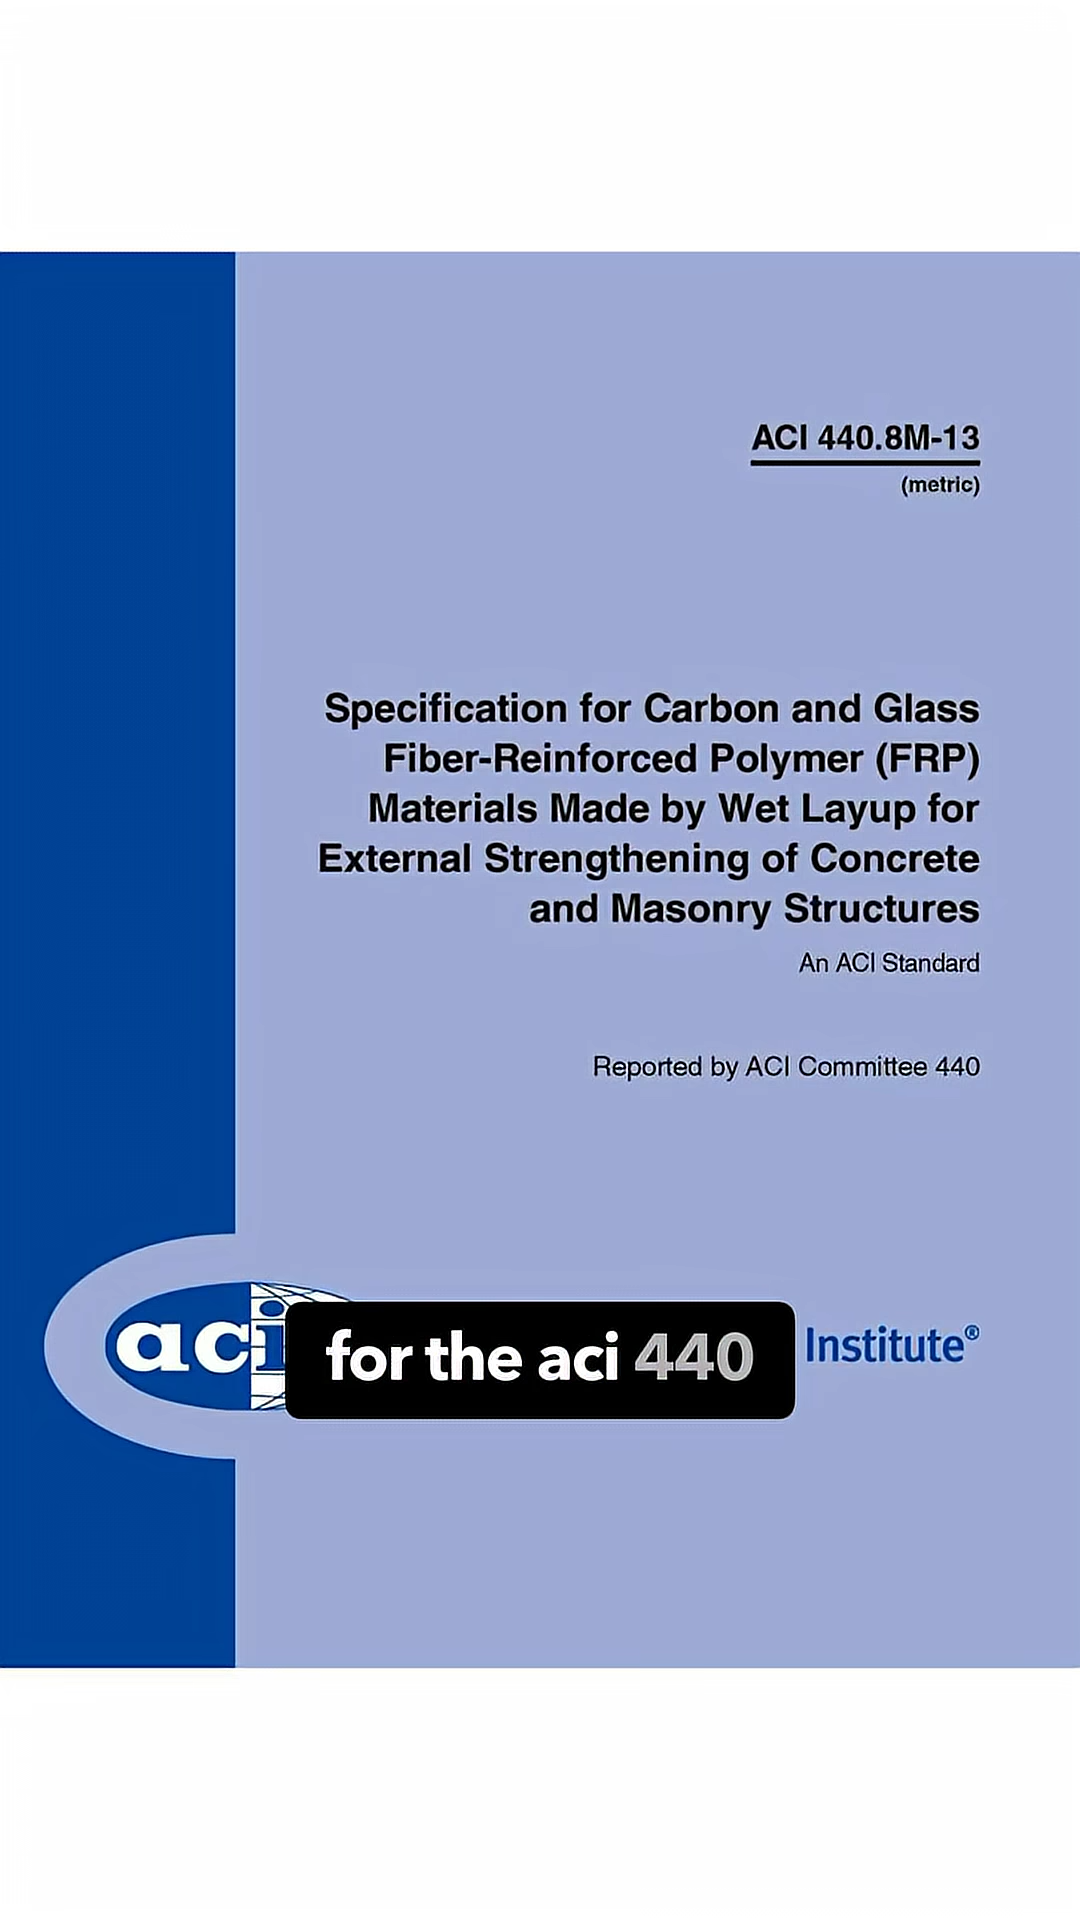 ACI 440.8M-13
(metric)
Specification for Carbon and Glass
Fiber-Reinforced Polymer (FRP)
Materials Made by Wet Layup for
External Strengthening of Concrete
and Masonry Structures
An ACI Standard
Reported by ACI Committee 440
aci
Institute®
for the aci 440